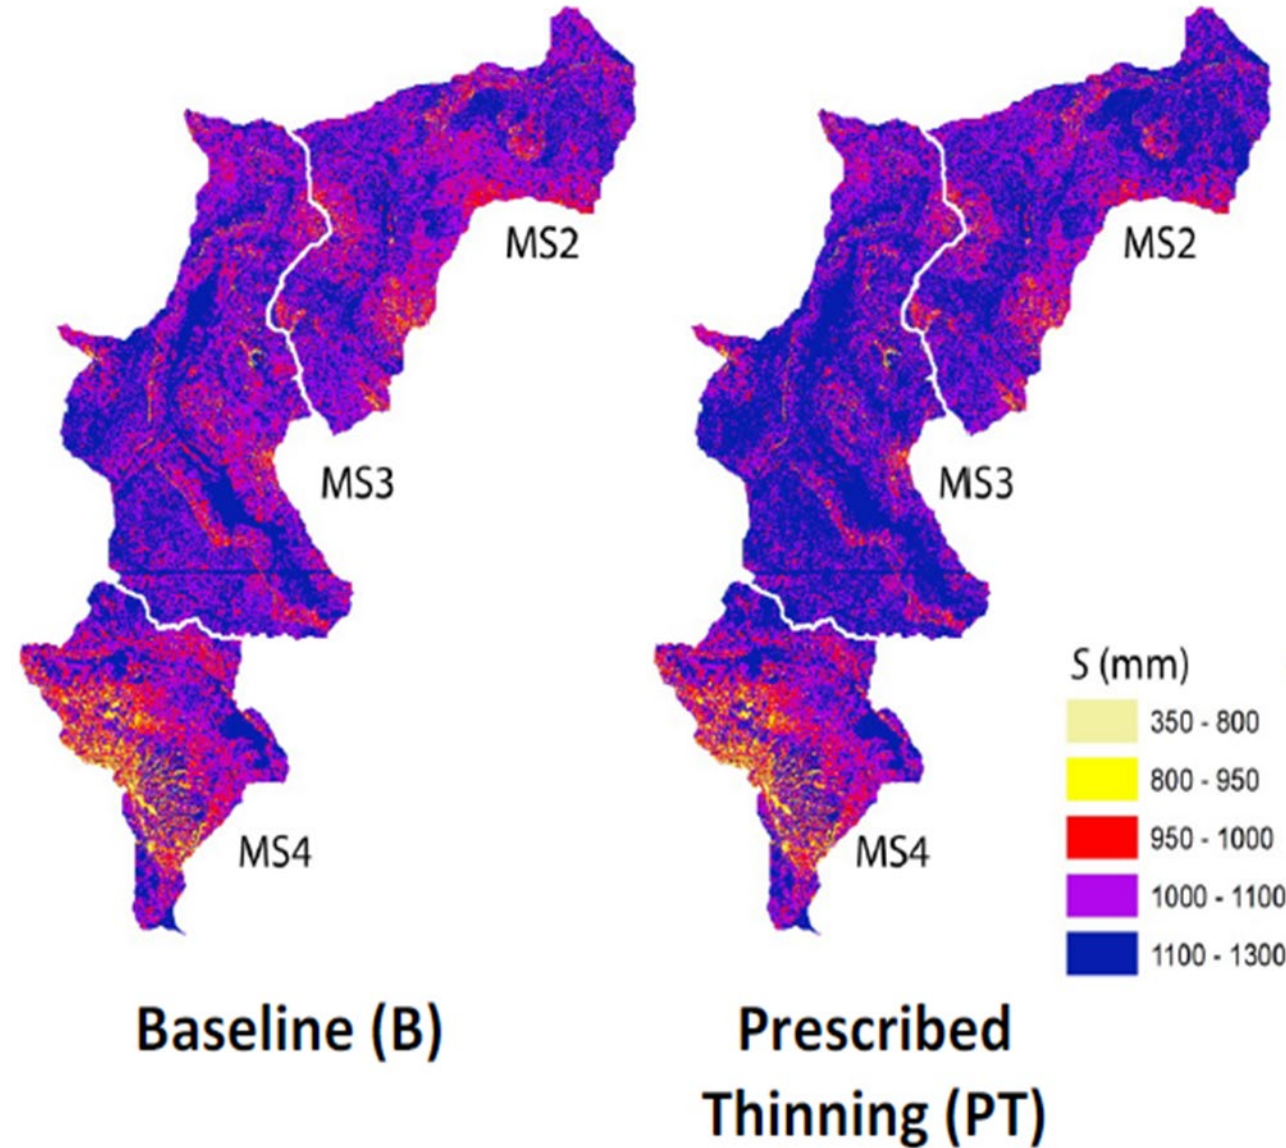 MS2
MS2
MS3
MS3
S (mm)
350 - 800
800 - 950
950 - 1000
1000 - 1100
1100 - 1300
MS4
MS4
Baseline (B)
Prescribed
Thinning (PT)